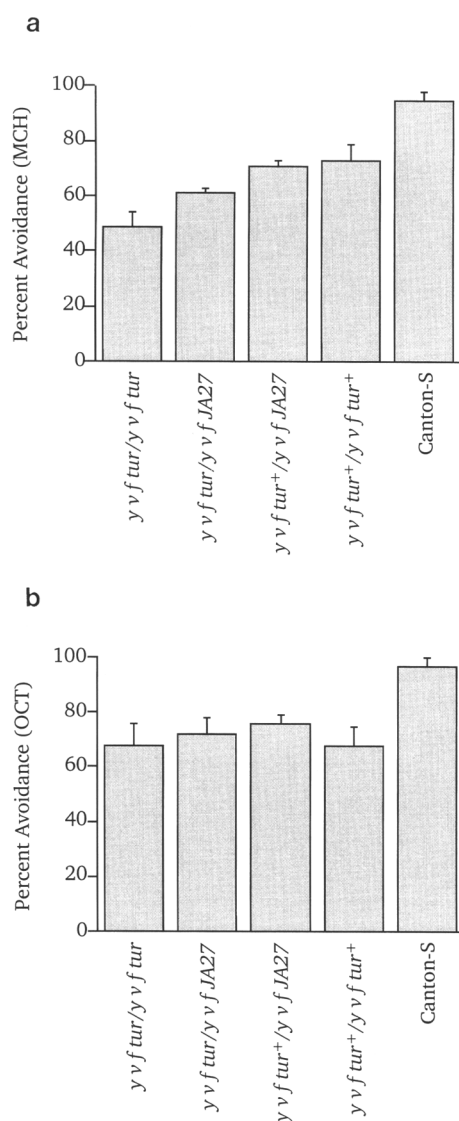 a
Percent Avoidance (MCH)
100
80
60
40
20
0
y v f tur/y v f tur
y v f tur/y v f JA27
y v f tur⁺/y v f JA27
y v f tur⁺/y v f tur⁺
Canton-S
b
Percent Avoidance (OCT)
100
80
60
40
20
0
y v f tur/y v f tur
y v f tur/y v f JA27
y v f tur⁺/y v f JA27
y v f tur⁺/y v f tur⁺
Canton-S